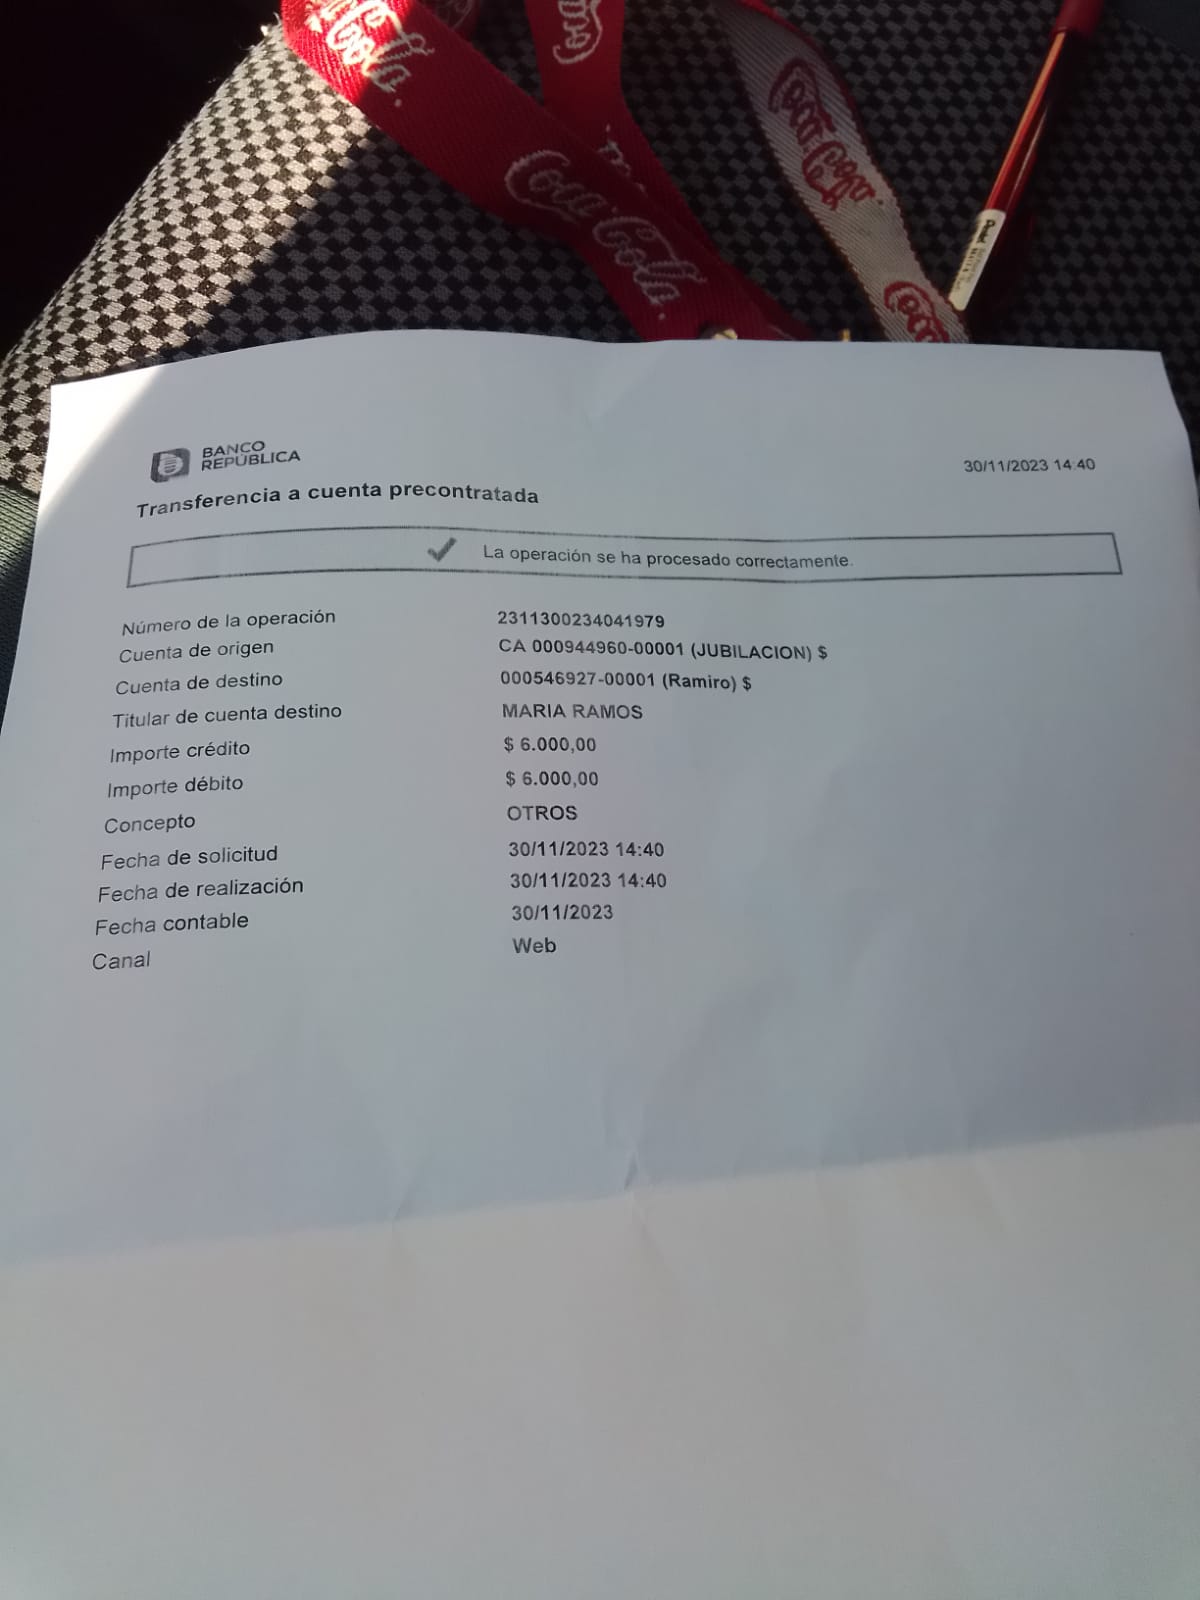 Coca-Cola.
Coca-Cola.
Coca-Cola.
Coca
Pentel
BANCO
REPÚBLICA
30/11/2023 14:40
Transferencia a cuenta precontratada
La operación se ha procesado correctamente.
Número de la operación 2311300234041979
Cuenta de origen CA 000944960-00001 (JUBILACION) $
Cuenta de destino 000546927-00001 (Ramiro) $
Titular de cuenta destino MARIA RAMOS
Importe crédito $ 6.000,00
Importe débito $ 6.000,00
Concepto OTROS
Fecha de solicitud 30/11/2023 14:40
Fecha de realización 30/11/2023 14:40
Fecha contable 30/11/2023
Canal Web